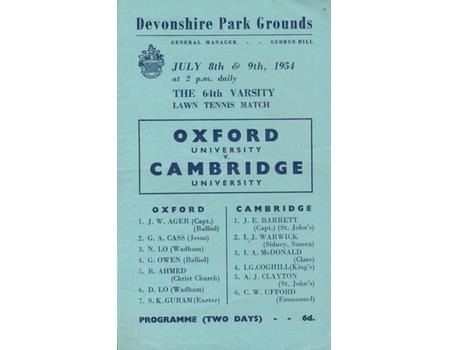 Devonshire Park Grounds
GENERAL MANAGER - - GEORGE HILL
JULY 8th & 9th, 1954
at 2 p.m. daily
THE 64th VARSITY
LAWN TENNIS MATCH
OXFORD
UNIVERSITY
V.
CAMBRIDGE
UNIVERSITY
OXFORD
1. J. W. AGER (Capt.)
(Balliol)
2. G. A. CASS (Jesus)
3. N. LO (Wadham)
4. G. OWEN (Balliol)
5. R. AHMED
(Christ Church)
6. D. LO (Wadham)
7. S. K. GURAM (Exeter)
CAMBRIDGE
1. J. E. BARRETT
(Capt.) (St. John's)
2. I. J. WARWICK
(Sidney, Sussex)
3. I. A. McDONALD
(Clare)
4. I.G. COGHILL (King's)
5. A. J. CLAYTON
(St. John's)
6. C. W. UFFORD
(Emmanuel)
PROGRAMME (TWO DAYS) - - 6d.